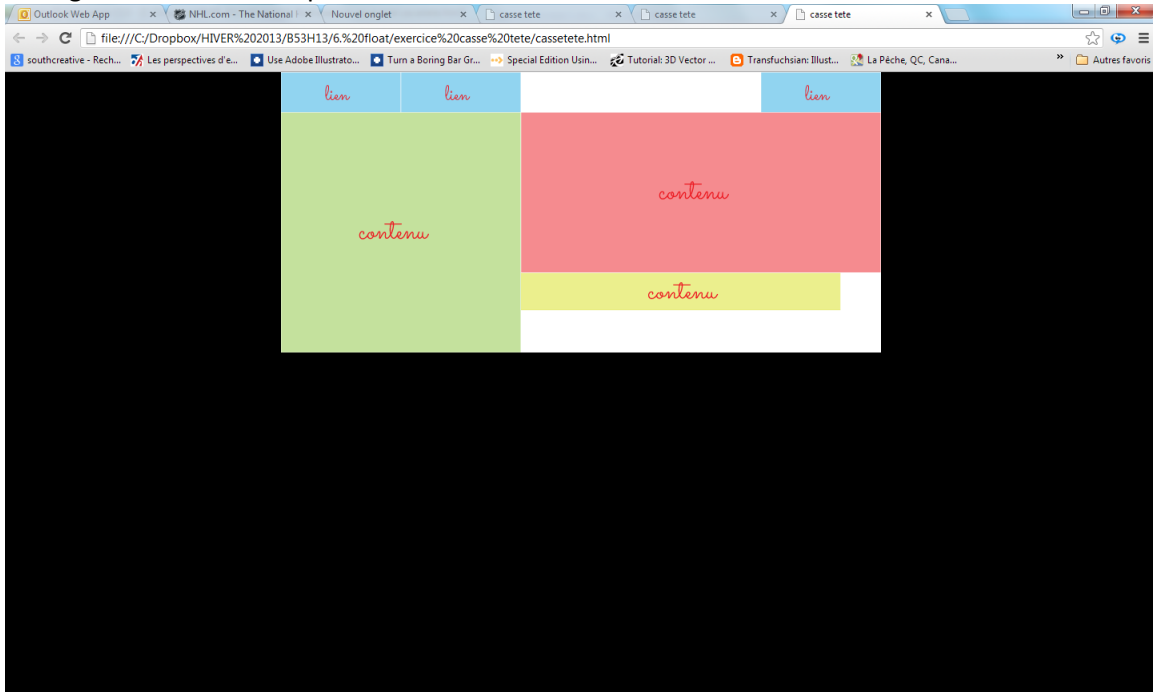 Outlook Web App
NHL.com - The National
Nouvel onglet
casse tete
casse tete
casse tete
file:///C:/Dropbox/HIVER%202013/B53H13/6.%20float/exercice%20casse%20tete/cassetete.html
southcreative - Rech...
Les perspectives d'e...
Use Adobe Illustrato...
Turn a Boring Bar Gr...
Special Edition Usin...
Tutorial: 3D Vector ...
Transfuchsian: Illust...
La Pêche, QC, Cana...
Autres favoris
lien
lien
lien
contenu
contenu
contenu